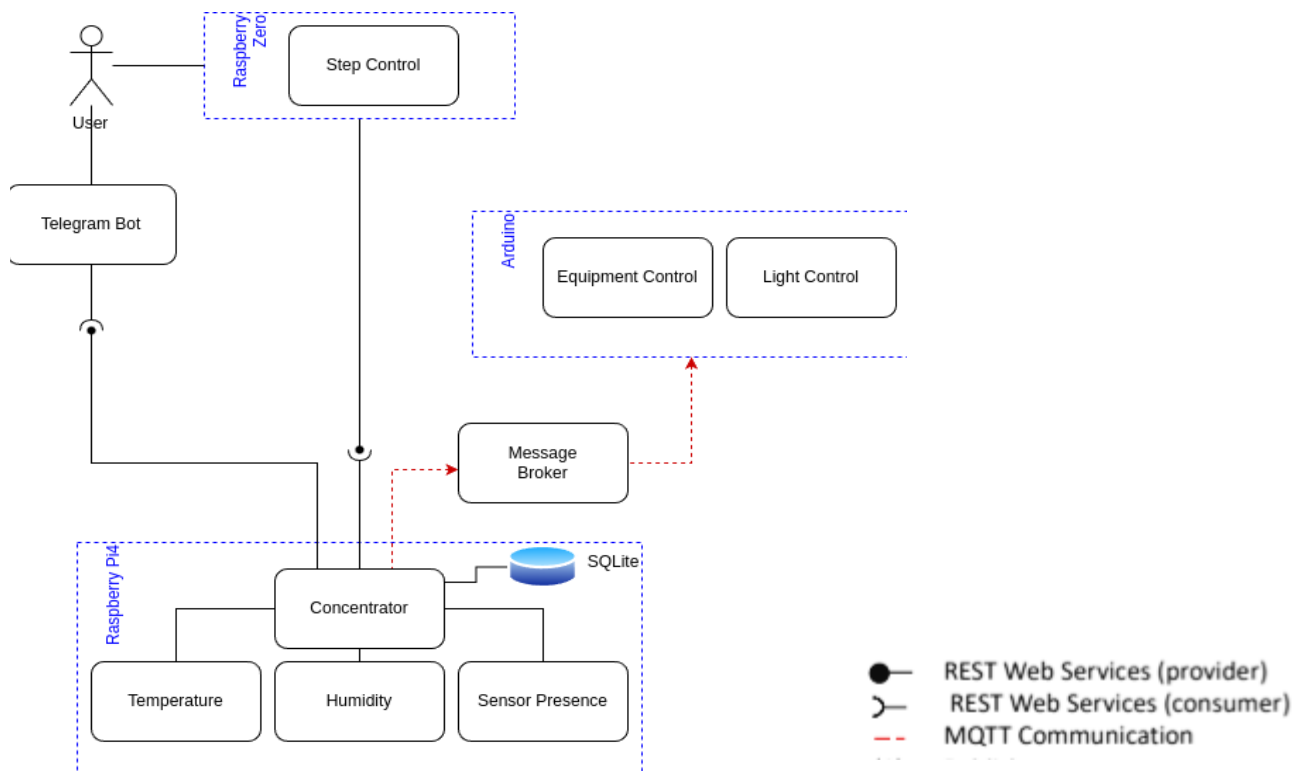 Raspberry
Zero
Step Control
User
Telegram Bot
Arduino
Equipment Control
Light Control
Message
Broker
Raspberry Pi4
SQLite
Concentrator
Temperature
Humidity
Sensor Presence
REST Web Services (provider)
REST Web Services (consumer)
MQTT Communication